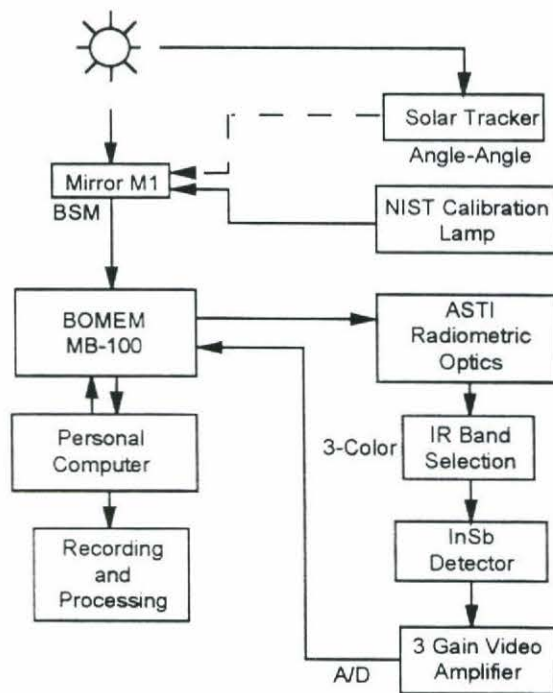 Solar Tracker
Angle-Angle
Mirror M1
BSM
NIST Calibration
Lamp
BOMEM
MB-100
ASTI
Radiometric
Optics
Personal
Computer
3-Color
IR Band
Selection
Recording
and
Processing
InSb
Detector
3 Gain Video
Amplifier
A/D